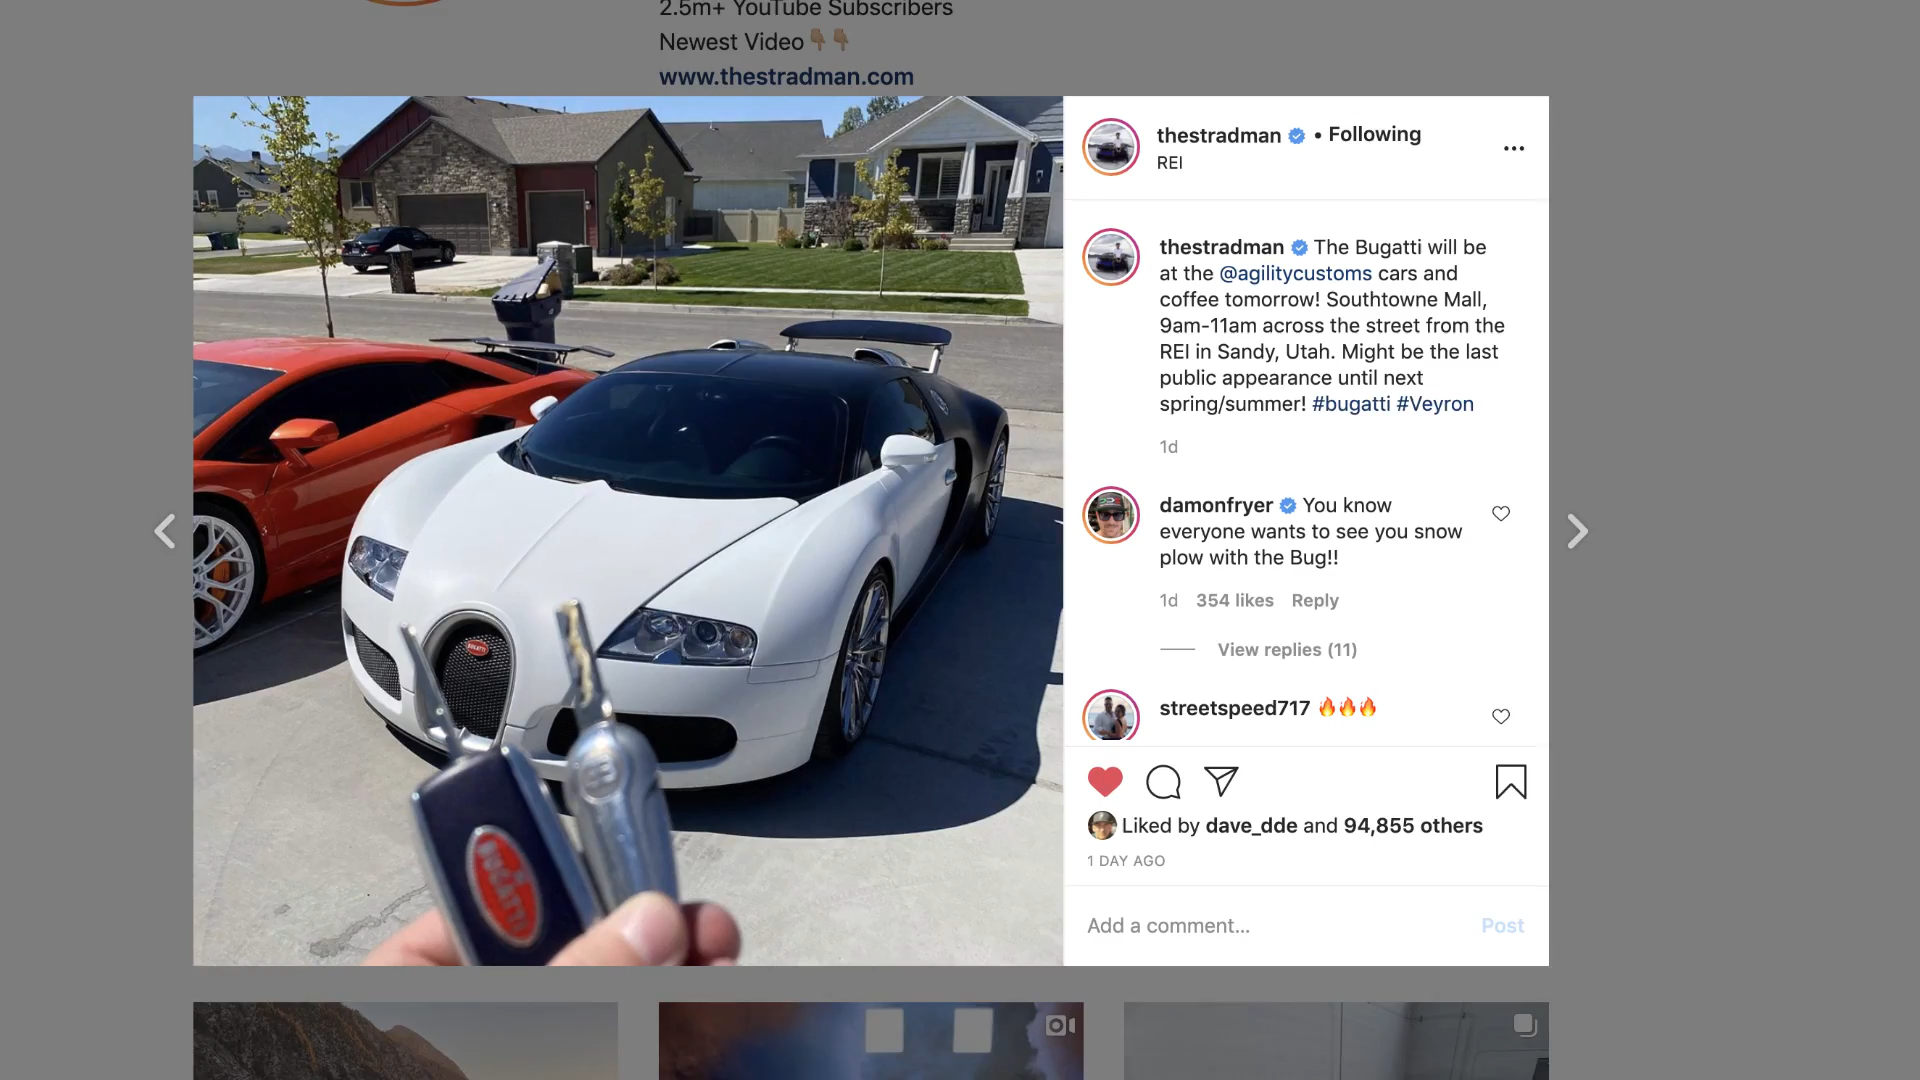 2.5m+ YouTube Subscribers
Newest Video👇🏼👇🏼
www.thestradman.com
thestradman • Following
REI
thestradman The Bugatti will be
at the @agilitycustoms cars and
coffee tomorrow! Southtowne Mall,
9am-11am across the street from the
REI in Sandy, Utah. Might be the last
public appearance until next
spring/summer! #bugatti #Veyron
1d
damonfryer You know
everyone wants to see you snow
plow with the Bug!!
1d 354 likes Reply
View replies (11)
streetspeed717 🔥🔥🔥
Liked by dave_dde and 94,855 others
1 DAY AGO
Add a comment... Post
BUGATTI
BUGATTI